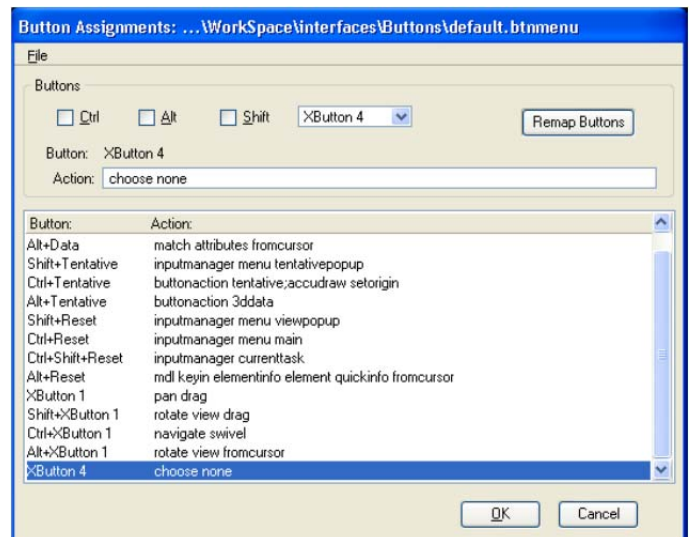 Button Assignments: ...\WorkSpace\interfaces\Buttons\default.btnmenu
File
Buttons
Ctrl Alt Shift XButton 4 Remap Buttons
Button: XButton 4
Action: choose none
Button: Action:
Alt+Data match attributes fromcursor
Shift+Tentative inputmanager menu tentativepopup
Ctrl+Tentative buttonaction tentative;accudraw setorigin
Alt+Tentative buttonaction 3ddata
Shift+Reset inputmanager menu viewpopup
Ctrl+Reset inputmanager menu main
Ctrl+Shift+Reset inputmanager currenttask
Alt+Reset mdl keyin elementinfo element quickinfo fromcursor
XButton 1 pan drag
Shift+XButton 1 rotate view drag
Ctrl+XButton 1 navigate swivel
Alt+XButton 1 rotate view fromcursor
XButton 4 choose none
OK Cancel